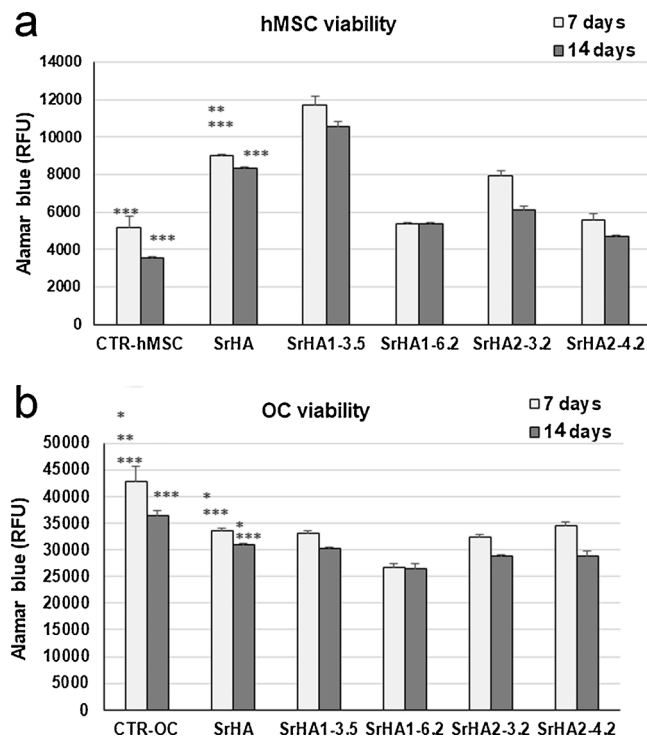 a
hMSC viability
7 days
14 days
Alamar blue (RFU)
14000
12000
10000
8000
6000
4000
2000
0
**
***
***
***
***
CTR-hMSC SrHA SrHA1-3.5 SrHA1-6.2 SrHA2-3.2 SrHA2-4.2
b
OC viability
7 days
14 days
Alamar blue (RFU)
50000
45000
40000
35000
30000
25000
20000
15000
10000
5000
0
*
**
***
***
*
***
*
***
CTR-OC SrHA SrHA1-3.5 SrHA1-6.2 SrHA2-3.2 SrHA2-4.2